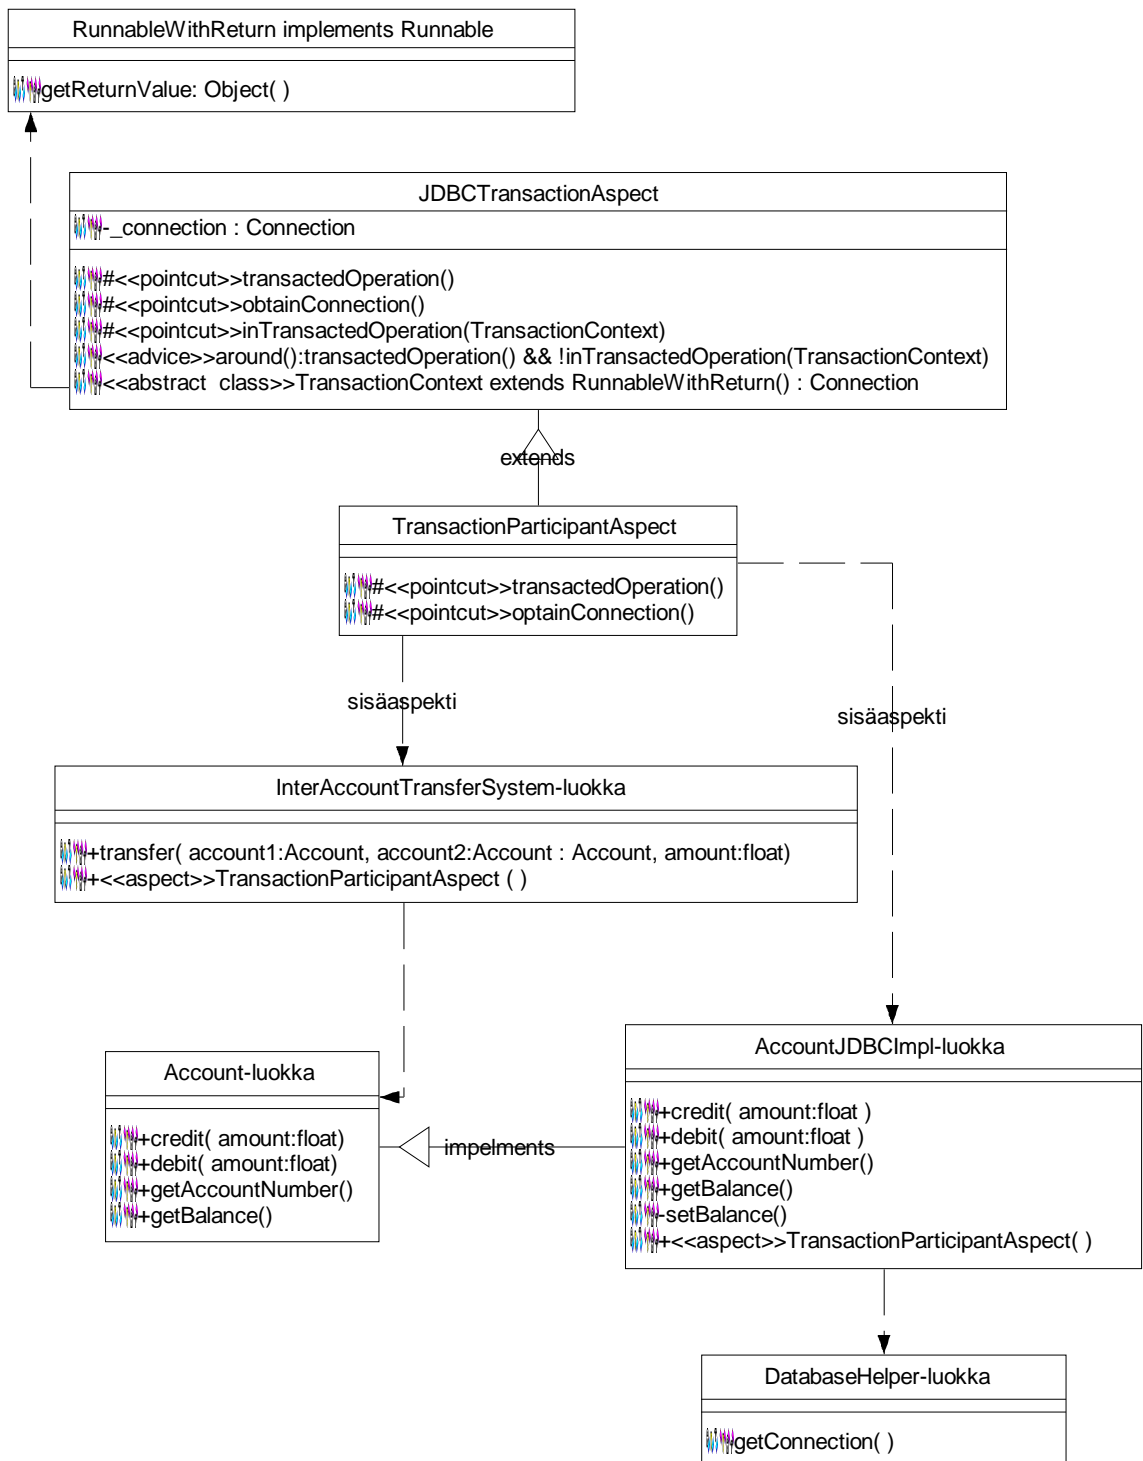 RunnableWithReturn implements Runnable
getReturnValue: Object( )
JDBCTransactionAspect
-_connection : Connection
#<<pointcut>>transactedOperation()
#<<pointcut>>obtainConnection()
#<<pointcut>>inTransactedOperation(TransactionContext)
<<advice>>around():transactedOperation() && !inTransactedOperation(TransactionContext)
<<abstract class>>TransactionContext extends RunnableWithReturn() : Connection
extends
TransactionParticipantAspect
#<<pointcut>>transactedOperation()
#<<pointcut>>optainConnection()
sisäaspekti
sisäaspekti
InterAccountTransferSystem-luokka
+transfer( account1:Account, account2:Account : Account, amount:float)
+<<aspect>>TransactionParticipantAspect ( )
Account-luokka
+credit( amount:float)
+debit( amount:float)
+getAccountNumber()
+getBalance()
impelments
AccountJDBCImpl-luokka
+credit( amount:float )
+debit( amount:float )
+getAccountNumber()
+getBalance()
-setBalance()
+<<aspect>>TransactionParticipantAspect( )
DatabaseHelper-luokka
getConnection( )